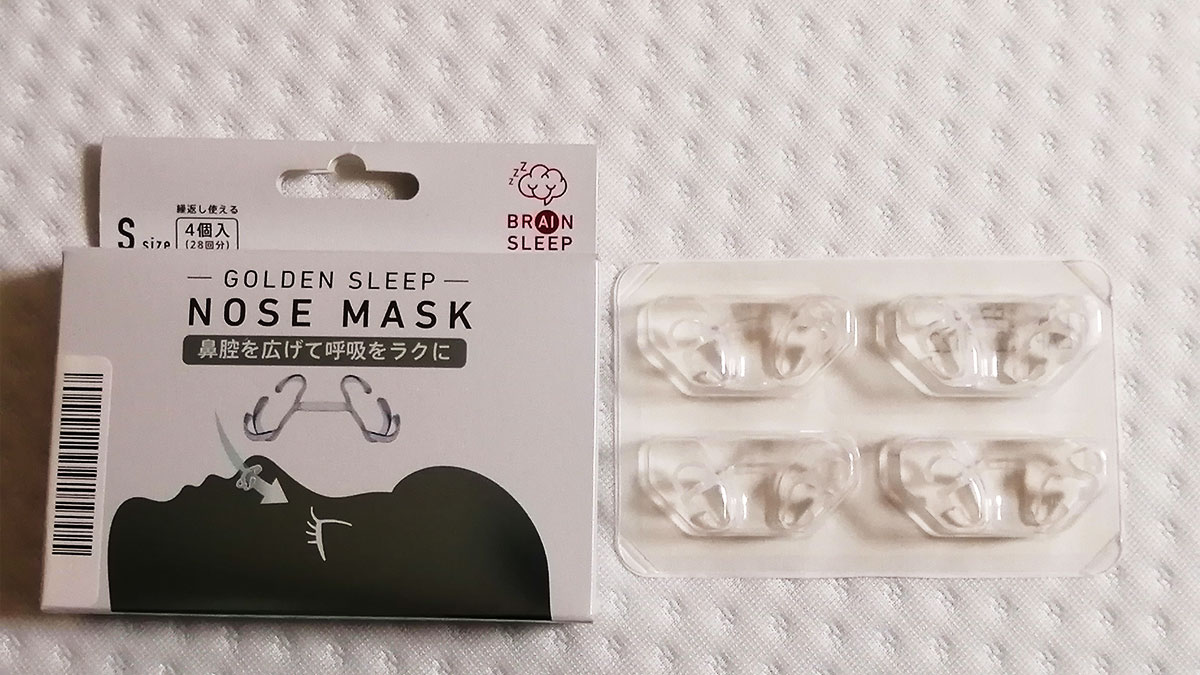 繰返し使える
S size
4個入
(28回分)
zzz
BRAIN
SLEEP
GOLDEN SLEEP
NOSE MASK
鼻腔を広げて呼吸をラクに